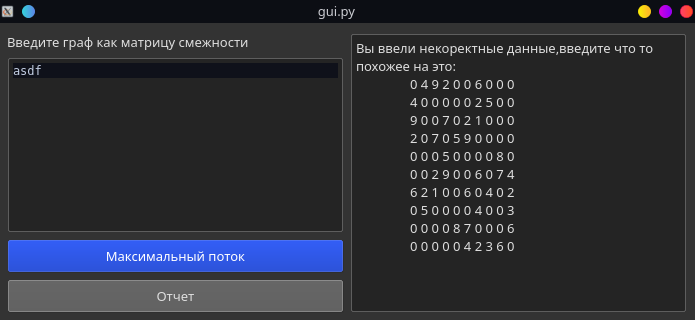 gui.py
Введите граф как матрицу смежности
asdf
Максимальный поток
Отчет
Вы ввели некоректные данные,введите что то
похожее на это:
0 4 9 2 0 0 6 0 0 0
4 0 0 0 0 0 2 5 0 0
9 0 0 7 0 2 1 0 0 0
2 0 7 0 5 9 0 0 0 0
0 0 0 5 0 0 0 0 8 0
0 0 2 9 0 0 6 0 7 4
6 2 1 0 0 6 0 4 0 2
0 5 0 0 0 0 4 0 0 3
0 0 0 0 8 7 0 0 0 6
0 0 0 0 0 4 2 3 6 0